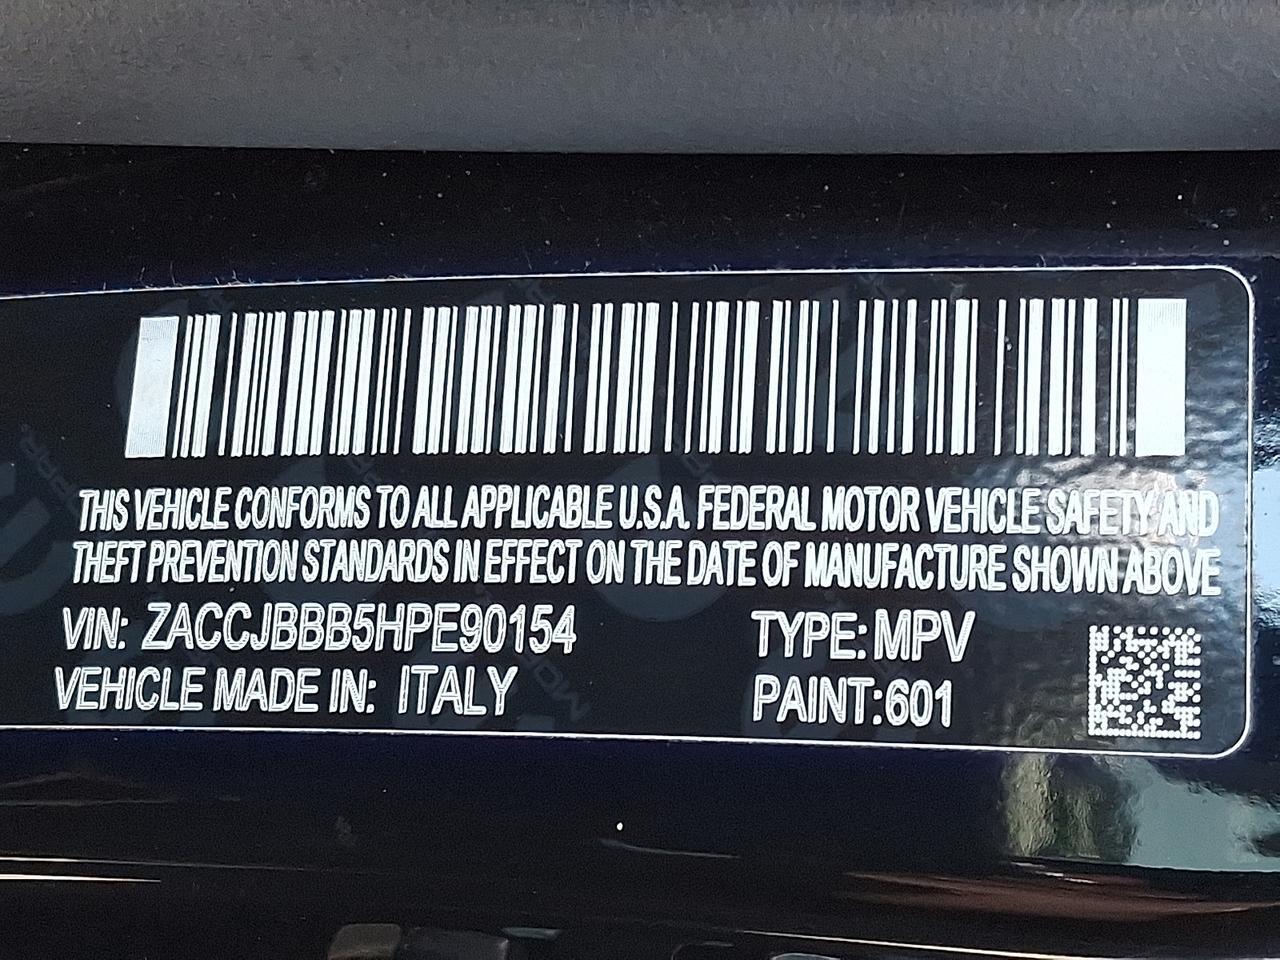 THIS VEHICLE CONFORMS TO ALL APPLICABLE U.S.A. FEDERAL MOTOR VEHICLE SAFETY AND
THEFT PREVENTION STANDARDS IN EFFECT ON THE DATE OF MANUFACTURE SHOWN ABOVE
VIN: ZACCJBBB5HPE90154 TYPE: MPV
VEHICLE MADE IN: ITALY PAINT:601